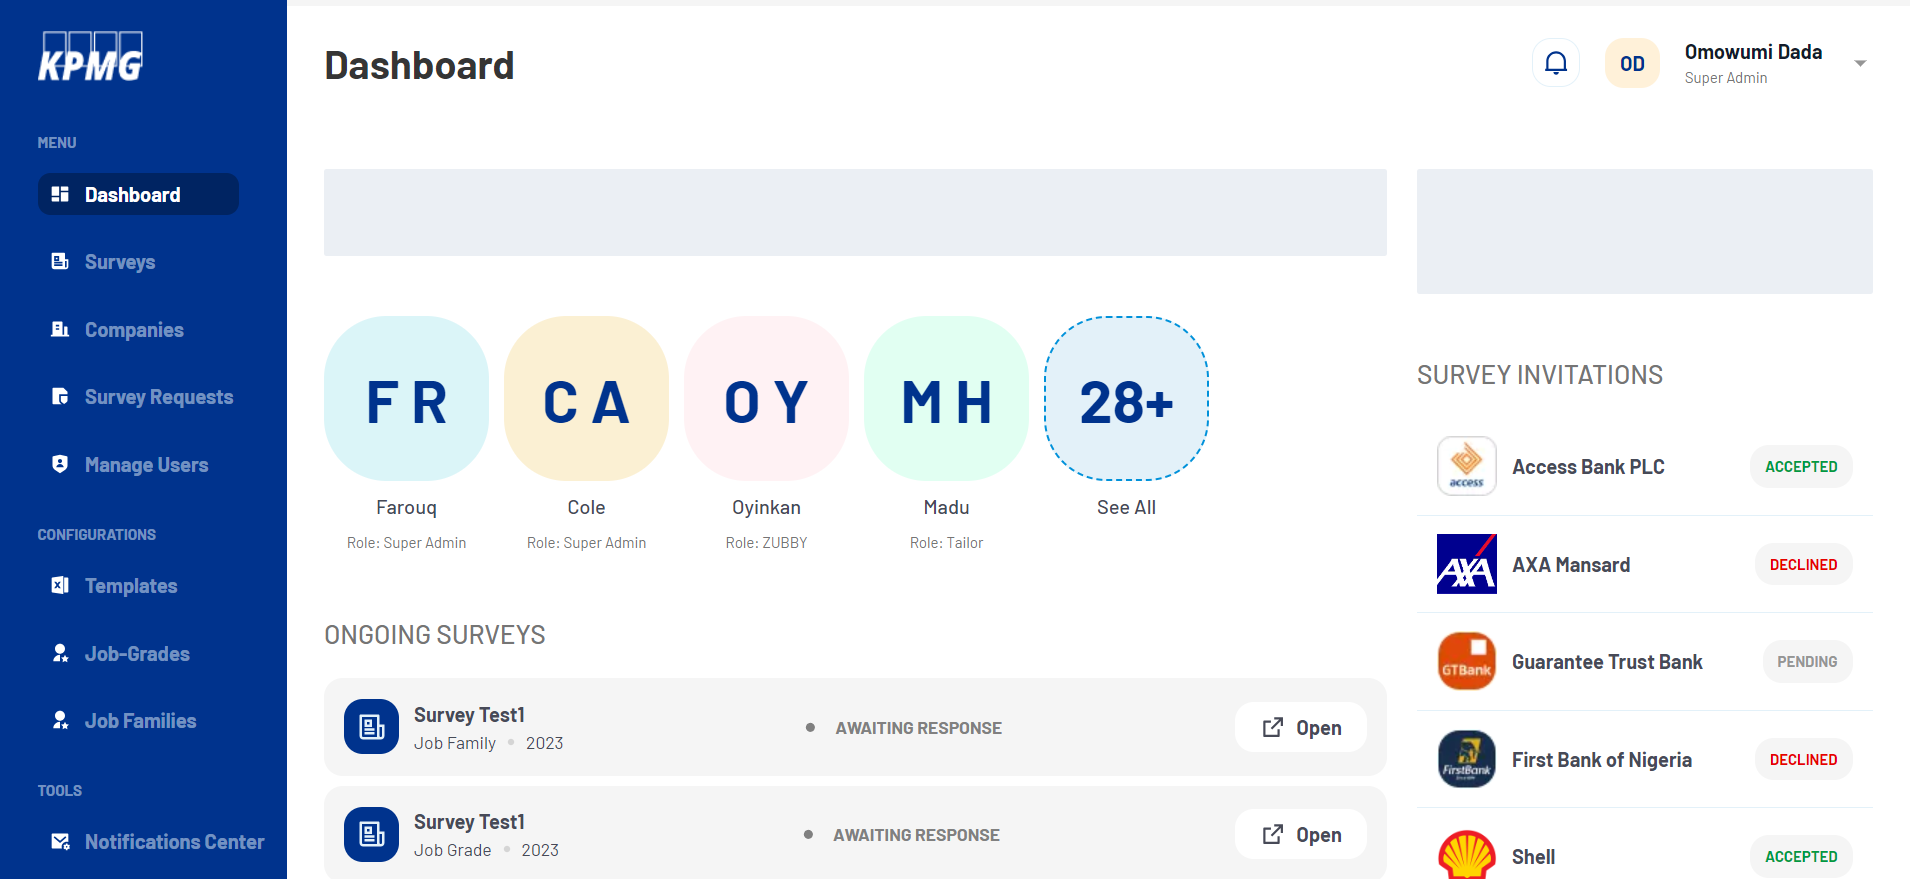 KPMG
MENU
Dashboard
Surveys
Companies
Survey Requests
Manage Users
CONFIGURATIONS
Templates
Job-Grades
Job Families
TOOLS
Notifications Center
Dashboard
OD
Omowumi Dada
Super Admin
F R
C A
O Y
M H
28+
Farouq
Cole
Oyinkan
Madu
See All
Role: Super Admin
Role: Super Admin
Role: ZUBBY
Role: Tailor
ONGOING SURVEYS
Survey Test1
Job Family • 2023
AWAITING RESPONSE
Open
Survey Test1
Job Grade • 2023
AWAITING RESPONSE
Open
SURVEY INVITATIONS
access
Access Bank PLC
ACCEPTED
AXA
AXA Mansard
DECLINED
GTBank
Guarantee Trust Bank
PENDING
FirstBank
First Bank of Nigeria
DECLINED
Shell
ACCEPTED